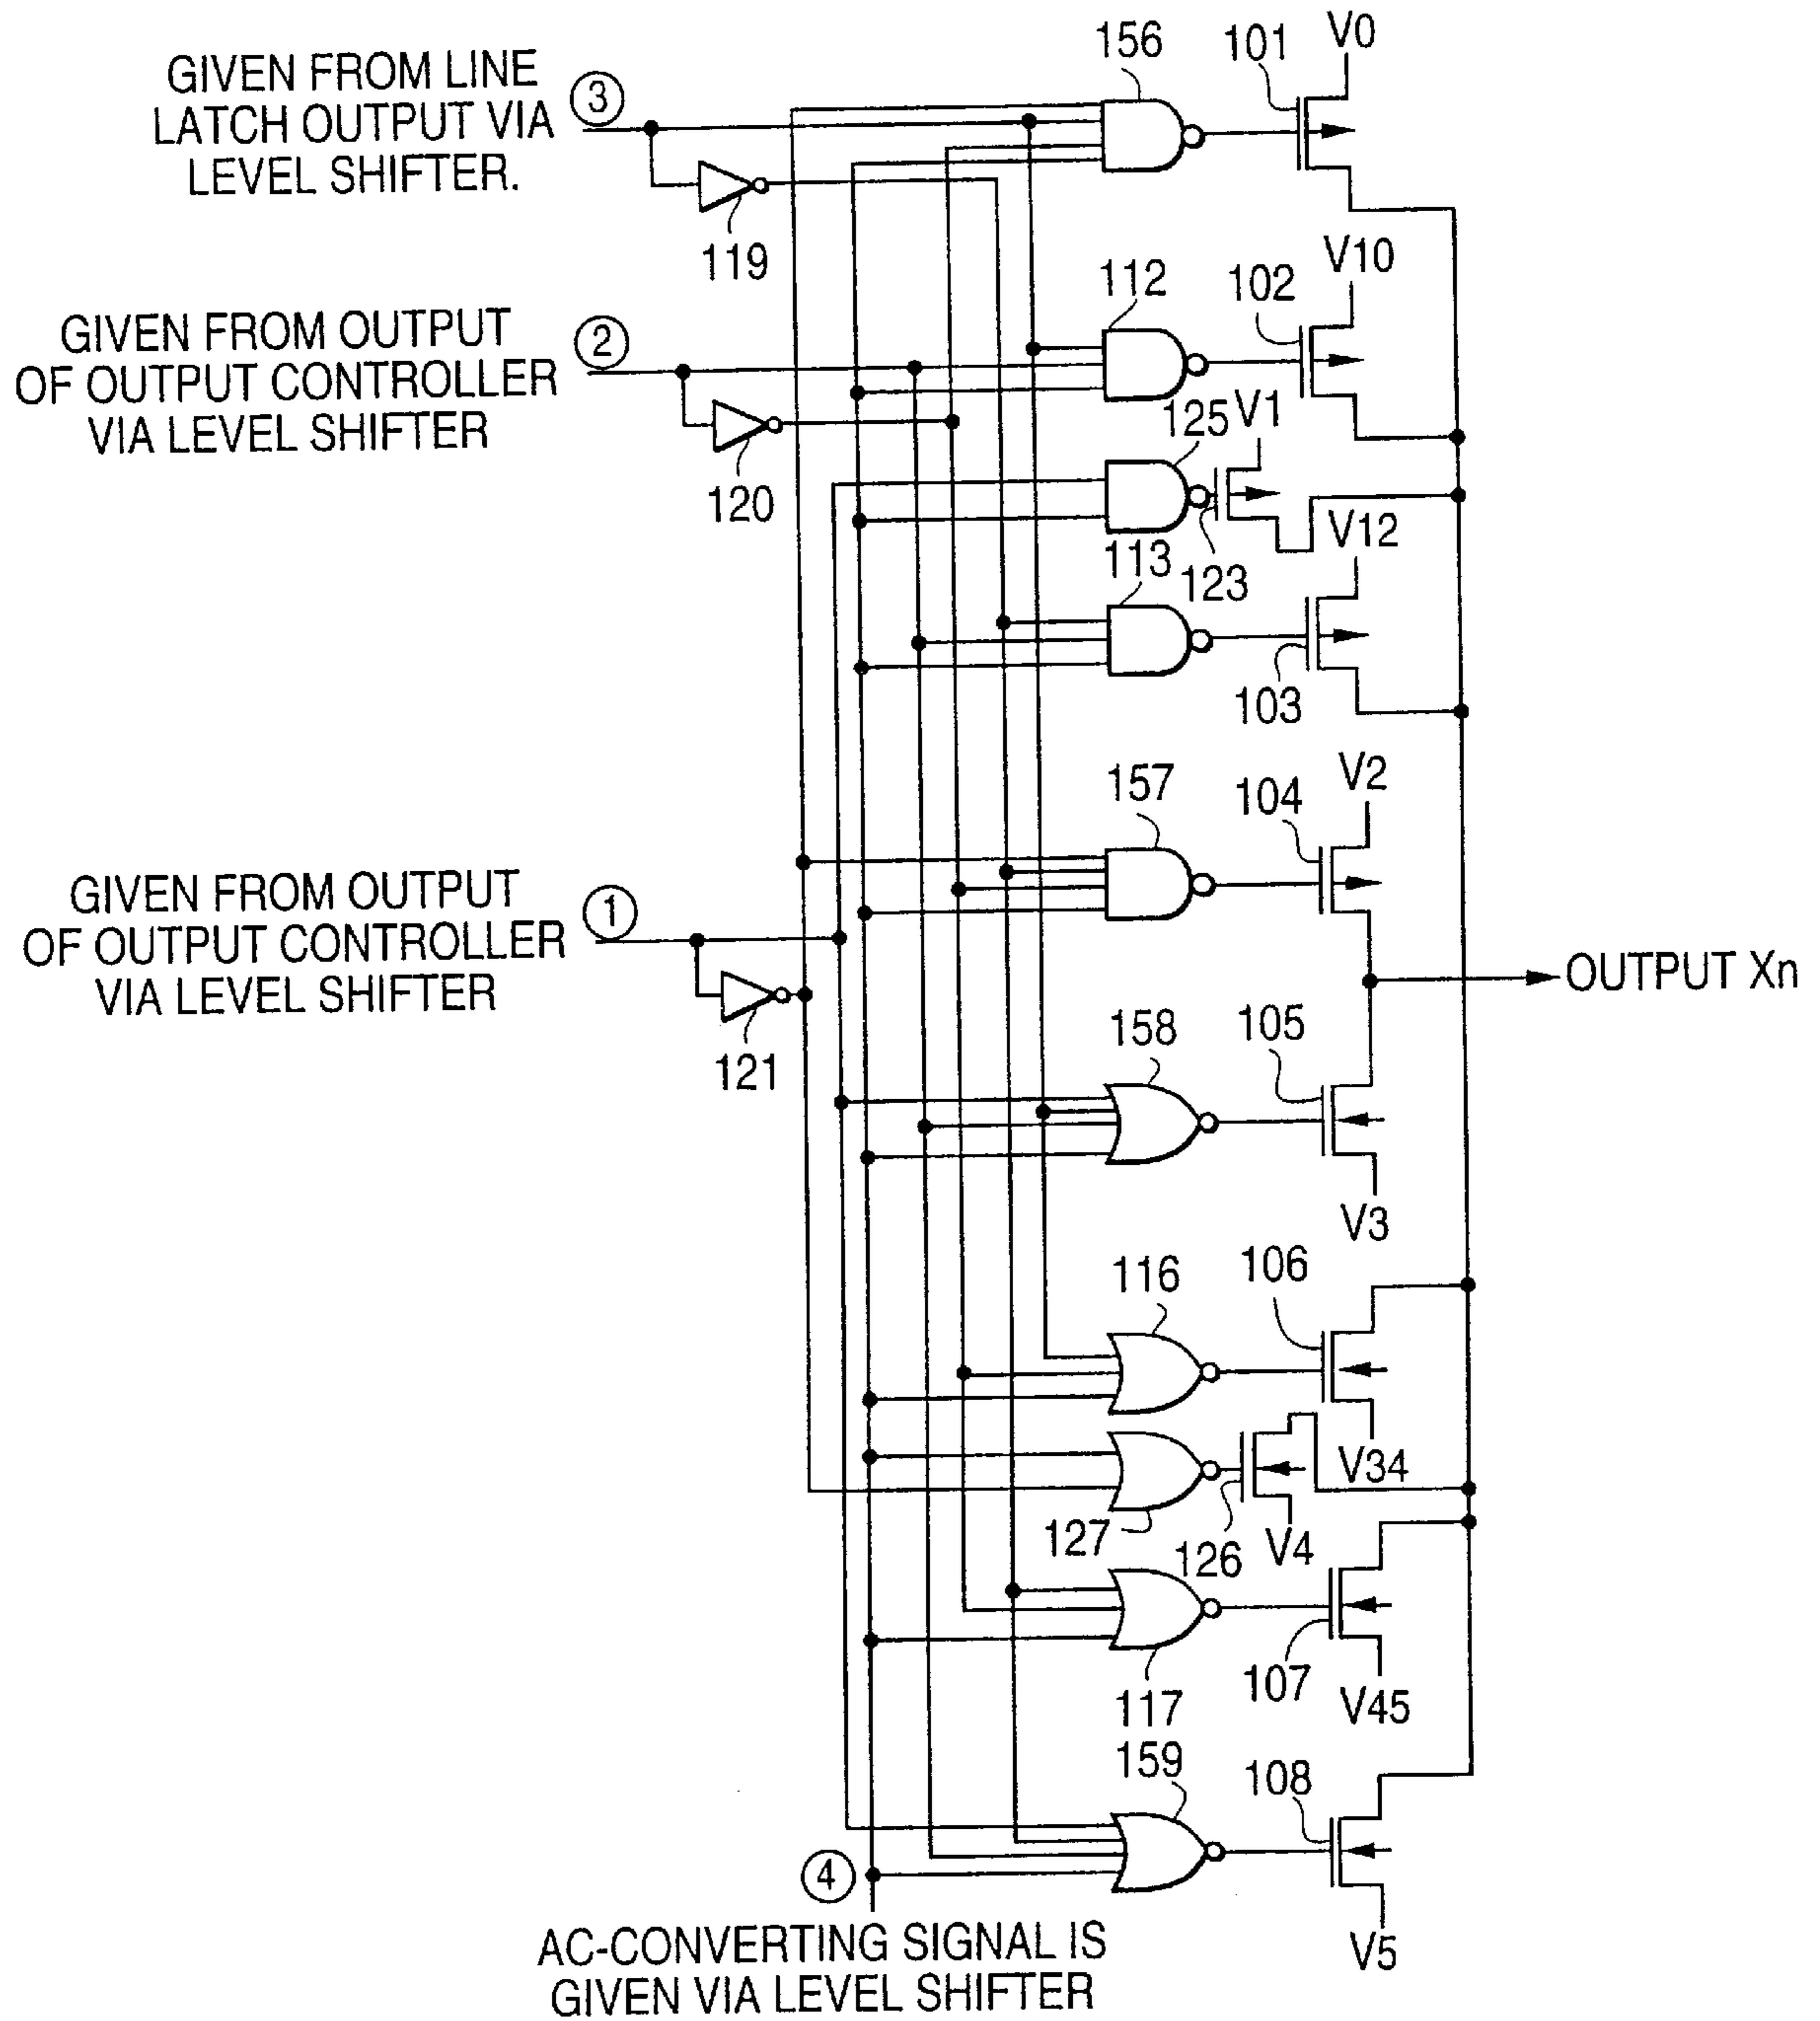 156
101
V0
GIVEN FROM LINE
LATCH OUTPUT VIA
LEVEL SHIFTER.
3
119
V10
112
102
GIVEN FROM OUTPUT
OF OUTPUT CONTROLLER
VIA LEVEL SHIFTER
2
125
V1
120
V12
113
123
103
V2
157
104
GIVEN FROM OUTPUT
OF OUTPUT CONTROLLER
VIA LEVEL SHIFTER
1
OUTPUT Xn
121
158
105
V3
116
106
V34
127
126
V4
107
117
V45
159
108
4
V5
AC-CONVERTING SIGNAL IS
GIVEN VIA LEVEL SHIFTER